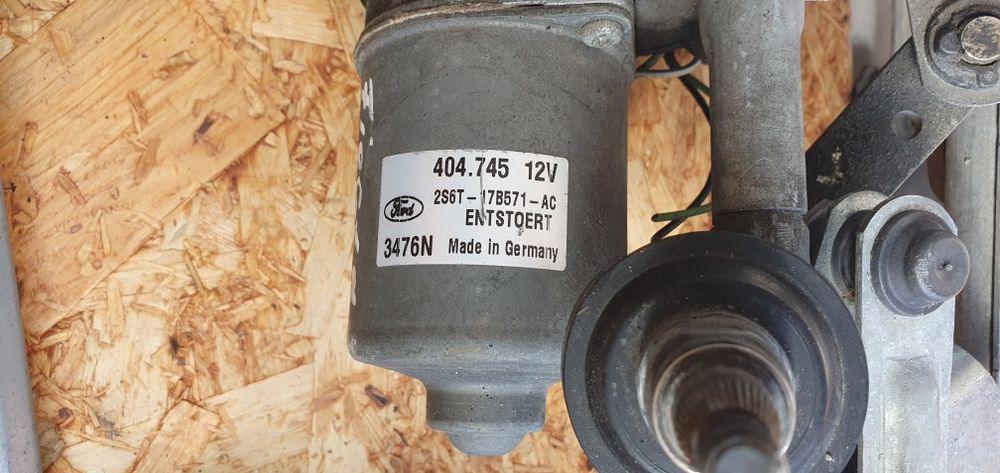 404.745 12V
2S6T-17B571-AC
Ford
ENTSTOERT
3476N Made in Germany